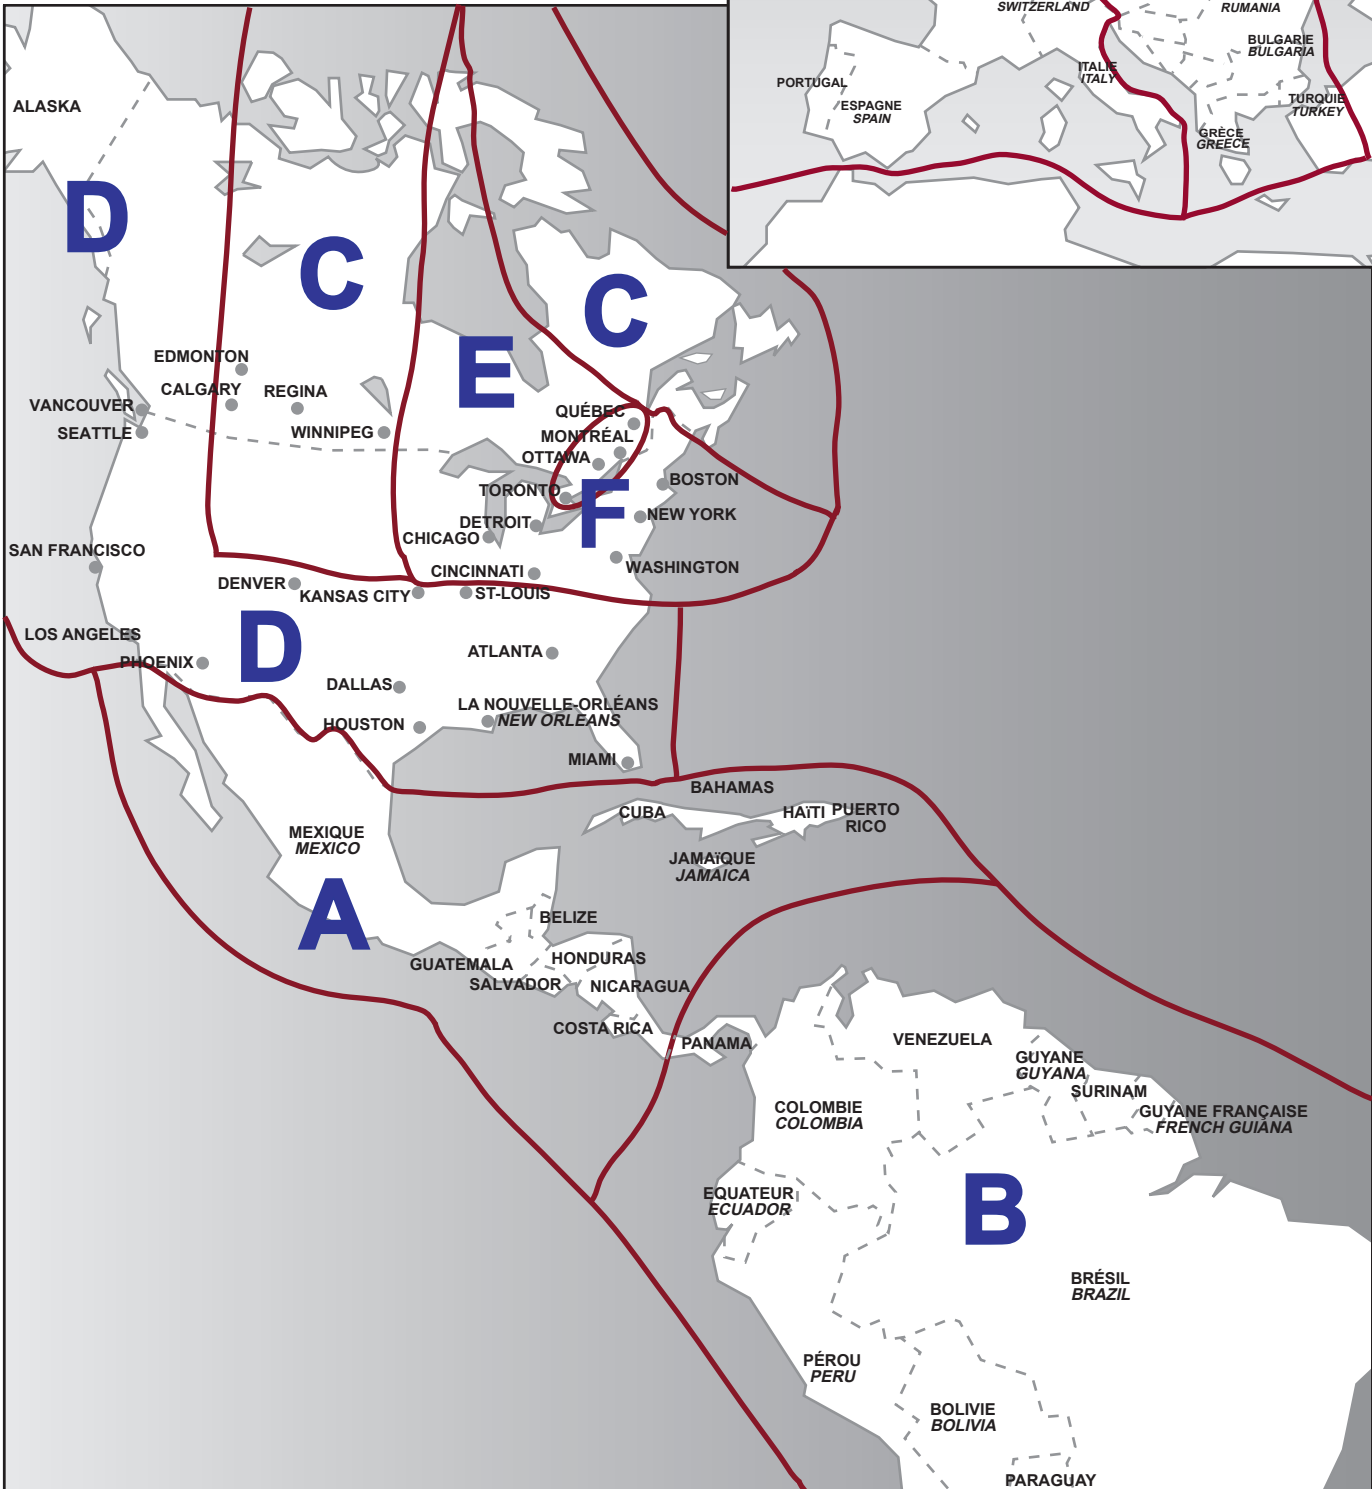 SWITZERLAND
RUMANIA
BULGARIE
BULGARIA
ITALIE
ITALY
PORTUGAL
ESPAGNE
SPAIN
TURQUIE
TURKEY
GRÈCE
GREECE
ALASKA
D
C
C
E
EDMONTON
CALGARY
REGINA
VANCOUVER
SEATTLE
WINNIPEG
QUÉBEC
MONTRÉAL
OTTAWA
TORONTO
BOSTON
F
NEW YORK
DETROIT
CHICAGO
SAN FRANCISCO
CINCINNATI
WASHINGTON
DENVER
KANSAS CITY
ST-LOUIS
LOS ANGELES
PHOENIX
D
ATLANTA
DALLAS
LA NOUVELLE-ORLÉANS
NEW ORLEANS
HOUSTON
MIAMI
BAHAMAS
CUBA
HAïTI
PUERTO
RICO
MEXIQUE
MEXICO
JAMAïQUE
JAMAICA
A
BELIZE
GUATEMALA
HONDURAS
SALVADOR
NICARAGUA
COSTA RICA
PANAMA
VENEZUELA
GUYANE
GUYANA
SURINAM
COLOMBIE
COLOMBIA
GUYANE FRANÇAISE
FRENCH GUIANA
EQUATEUR
ECUADOR
B
BRÉSIL
BRAZIL
PÉROU
PERU
BOLIVIE
BOLIVIA
PARAGUAY